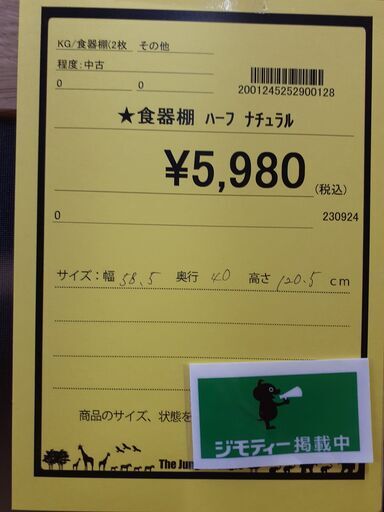 KG/食器棚(2枚 その他
程度:中古
0 0
2001245252900128
★食器棚 ハーフ ナチュラル
¥5,980(税込)
0 230924
サイズ:幅 58.5 奥行 40 高さ 120.5 cm
商品のサイズ、状態を
ジモティー掲載中
The Jun